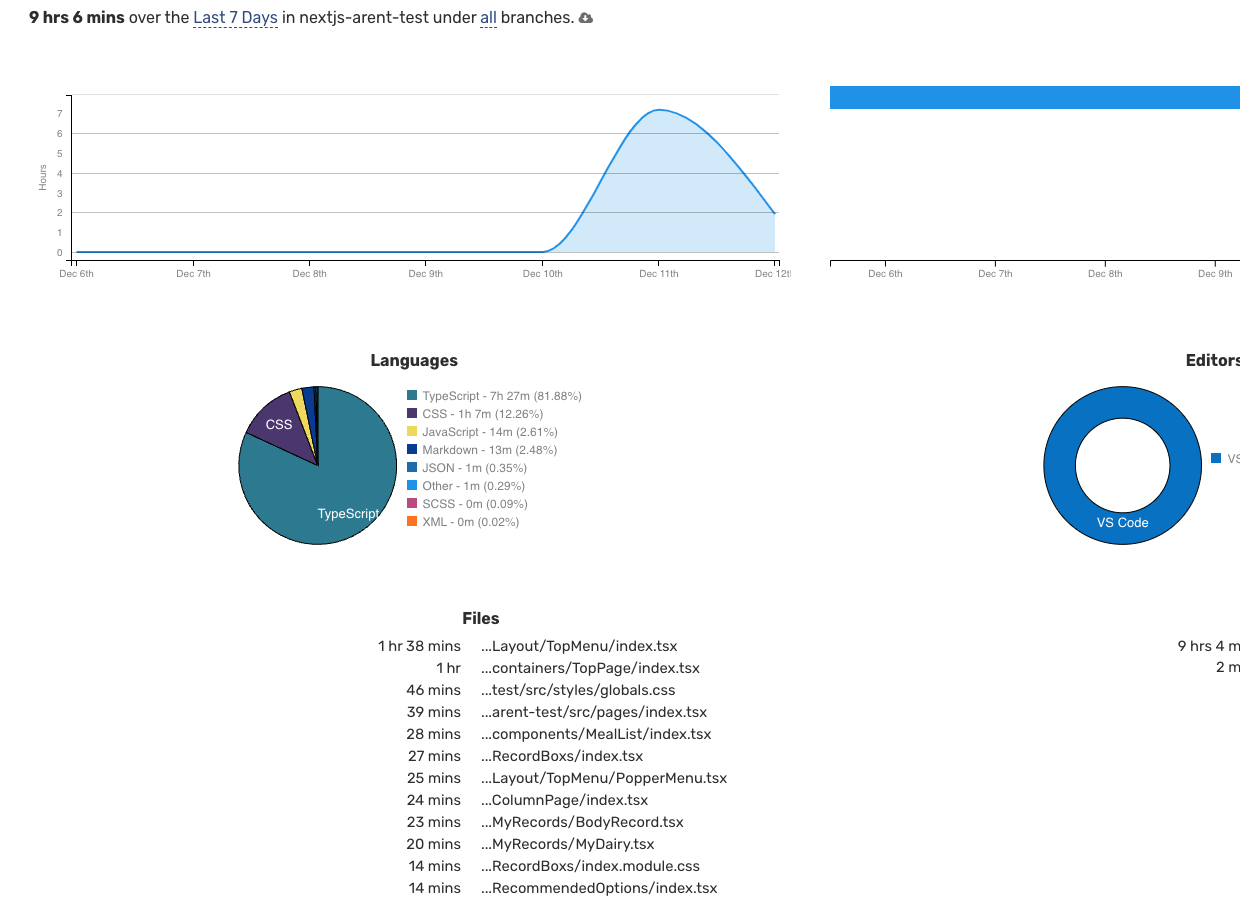 9 hrs 6 mins over the Last 7 Days in nextjs-arent-test under all branches.
Hours
7
6
5
4
3
2
1
0
Dec 6th
Dec 7th
Dec 8th
Dec 9th
Dec 10th
Dec 11th
Dec 12t
Dec 6th
Dec 7th
Dec 8th
Dec 9th
Languages
CSS
TypeScript
TypeScript - 7h 27m (81.88%)
CSS - 1h 7m (12.26%)
JavaScript - 14m (2.61%)
Markdown - 13m (2.48%)
JSON - 1m (0.35%)
Other - 1m (0.29%)
SCSS - 0m (0.09%)
XML - 0m (0.02%)
Editors
VS Code
VS
Files
1 hr 38 mins ...Layout/TopMenu/index.tsx
1 hr ...containers/TopPage/index.tsx
46 mins ...test/src/styles/globals.css
39 mins ...arent-test/src/pages/index.tsx
28 mins ...components/MealList/index.tsx
27 mins ...RecordBoxs/index.tsx
25 mins ...Layout/TopMenu/PopperMenu.tsx
24 mins ...ColumnPage/index.tsx
23 mins ...MyRecords/BodyRecord.tsx
20 mins ...MyRecords/MyDairy.tsx
14 mins ...RecordBoxs/index.module.css
14 mins ...RecommendedOptions/index.tsx
9 hrs 4 m
2 m